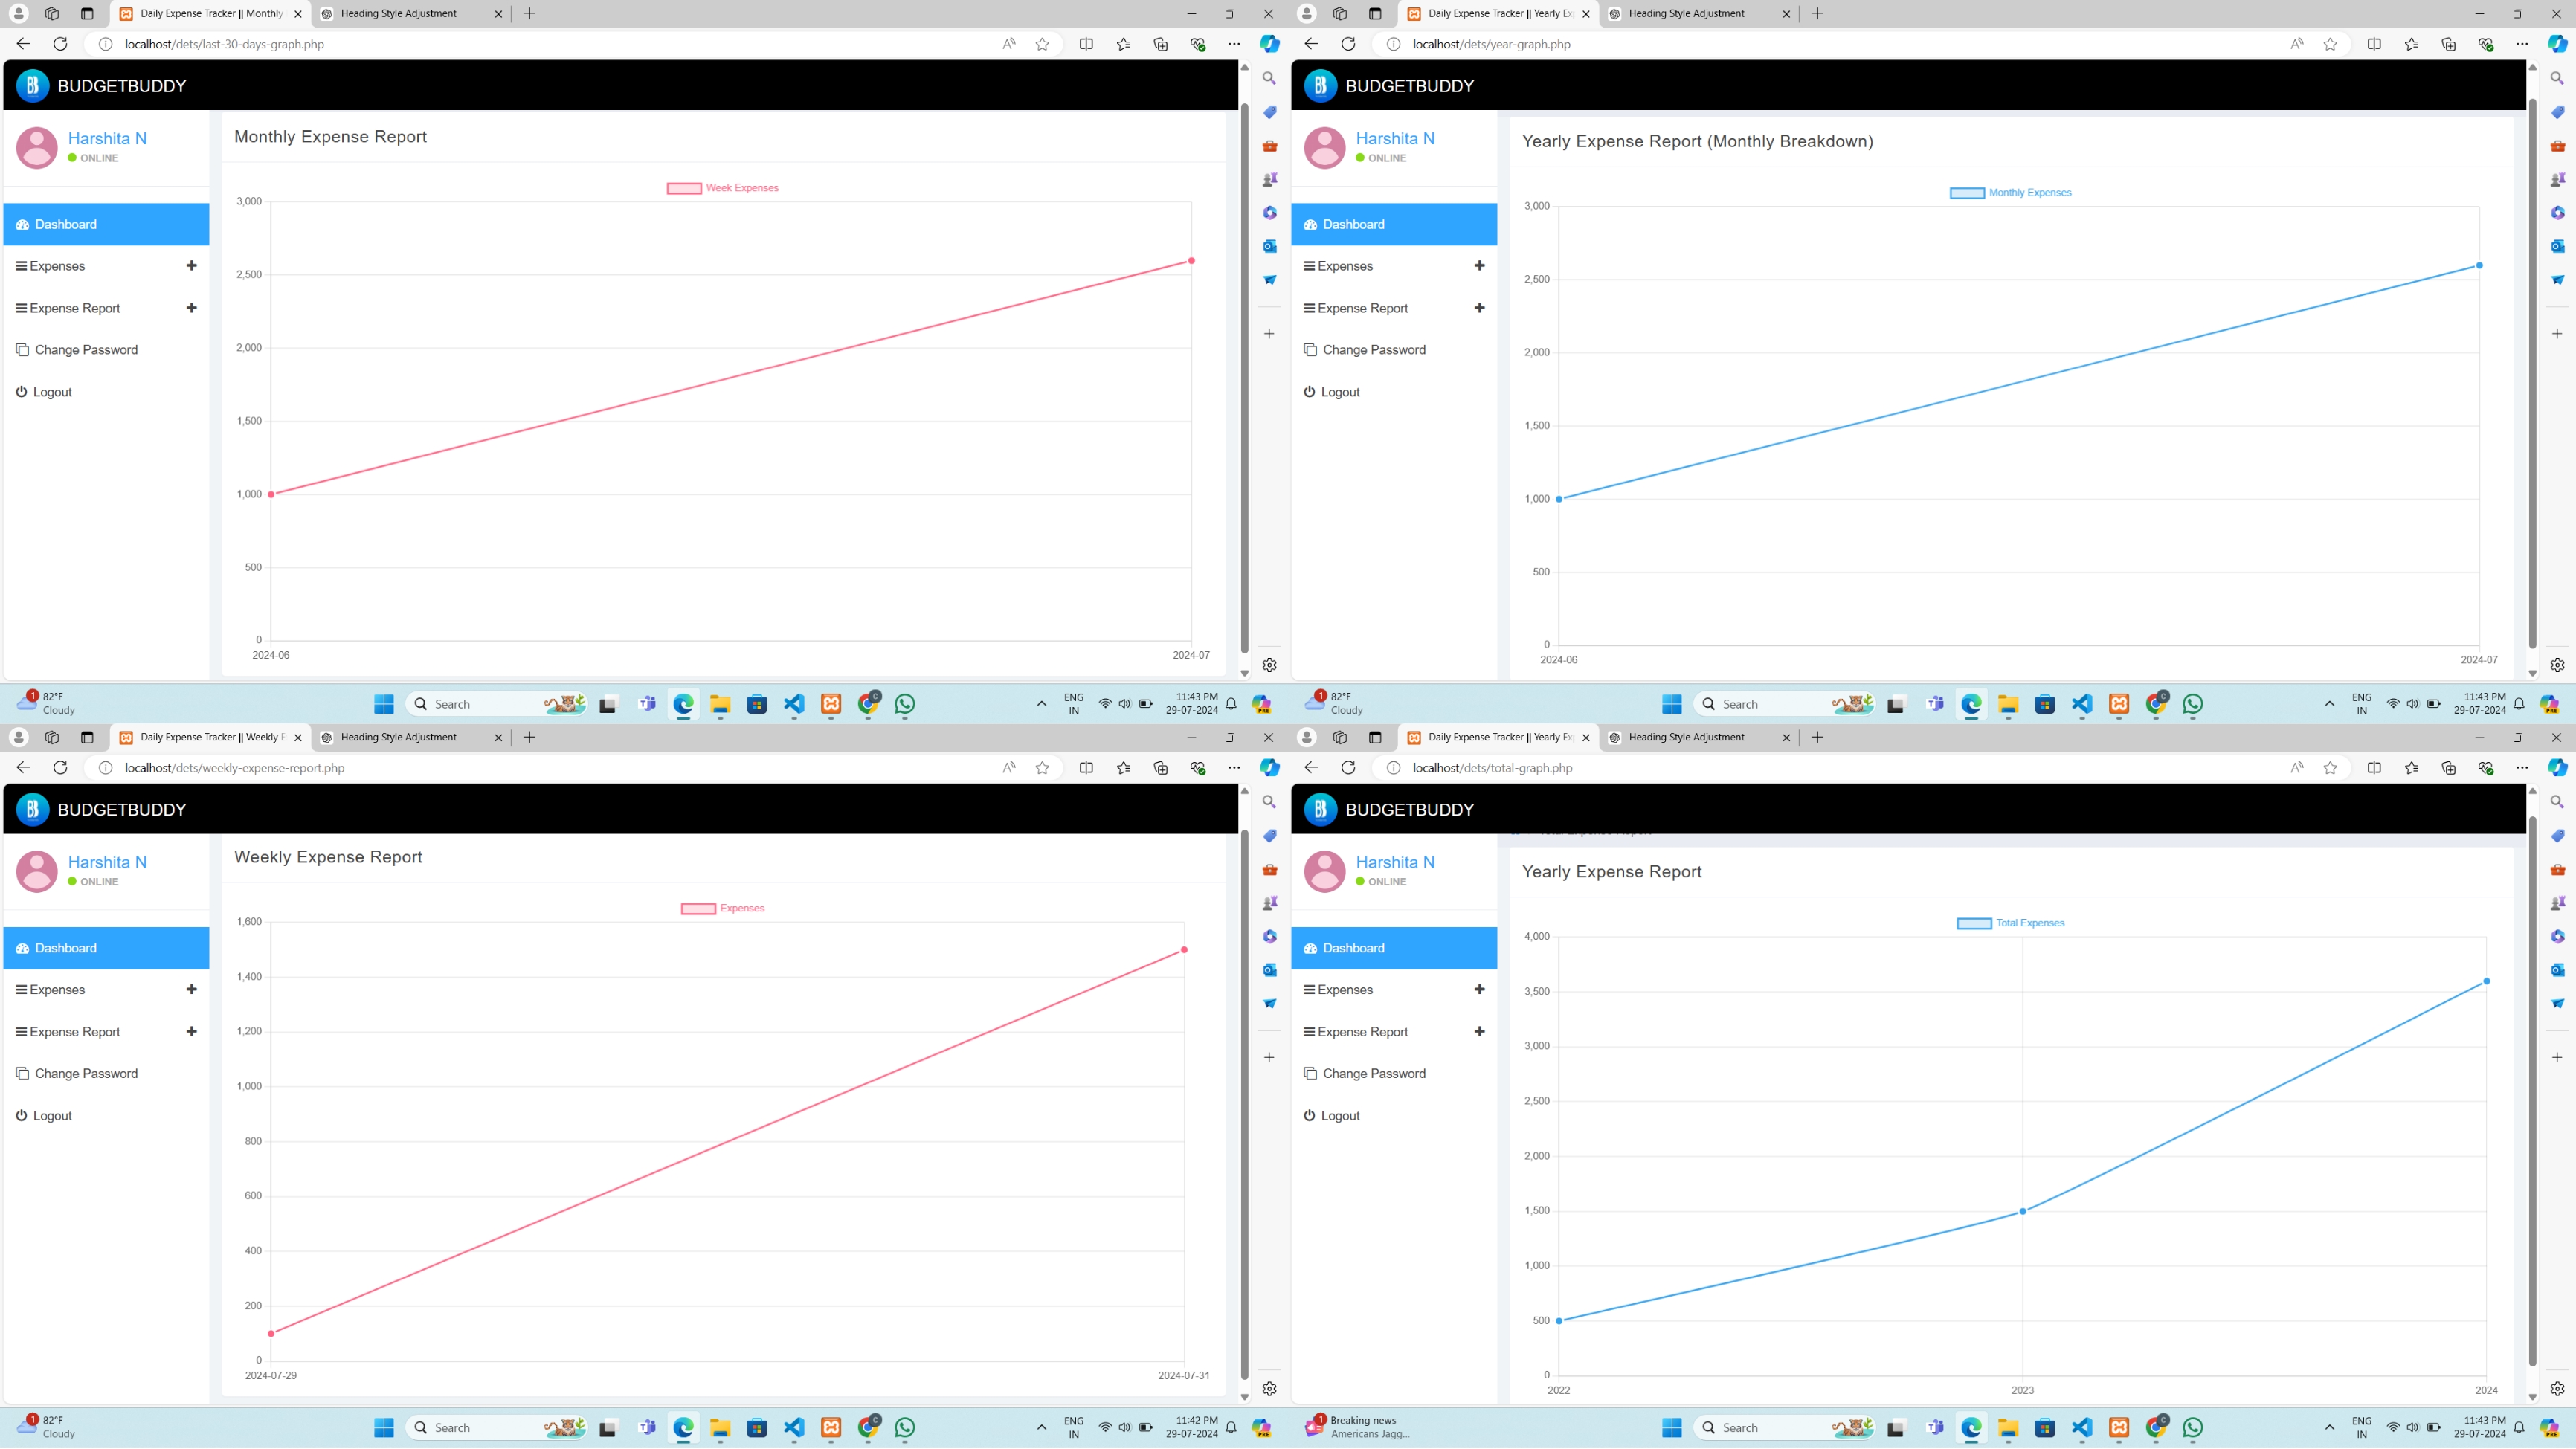 Daily Expense Tracker || Monthly
Heading Style Adjustment
localhost/dets/last-30-days-graph.php
BUDGETBUDDY
Harshita N
ONLINE
Dashboard
Expenses
Expense Report
Change Password
Logout
Monthly Expense Report
Week Expenses
3,000
2,500
2,000
1,500
1,000
500
0
2024-06
2024-07
82°F
Cloudy
Search
ENG
IN
11:43 PM
29-07-2024
Daily Expense Tracker || Yearly Ex
Heading Style Adjustment
localhost/dets/year-graph.php
BUDGETBUDDY
Harshita N
ONLINE
Dashboard
Expenses
Expense Report
Change Password
Logout
Yearly Expense Report (Monthly Breakdown)
Monthly Expenses
3,000
2,500
2,000
1,500
1,000
500
0
2024-06
2024-07
82°F
Cloudy
Search
ENG
IN
11:43 PM
29-07-2024
Daily Expense Tracker || Weekly E
Heading Style Adjustment
localhost/dets/weekly-expense-report.php
BUDGETBUDDY
Harshita N
ONLINE
Dashboard
Expenses
Expense Report
Change Password
Logout
Weekly Expense Report
Expenses
1,600
1,400
1,200
1,000
800
600
400
200
0
2024-07-29
2024-07-31
82°F
Cloudy
Search
ENG
IN
11:42 PM
29-07-2024
Daily Expense Tracker || Yearly Ex
Heading Style Adjustment
localhost/dets/total-graph.php
BUDGETBUDDY
Harshita N
ONLINE
Dashboard
Expenses
Expense Report
Change Password
Logout
Yearly Expense Report
Total Expenses
4,000
3,500
3,000
2,500
2,000
1,500
1,000
500
0
2022
2023
2024
Breaking news
Americans Jagg...
Search
ENG
IN
11:43 PM
29-07-2024